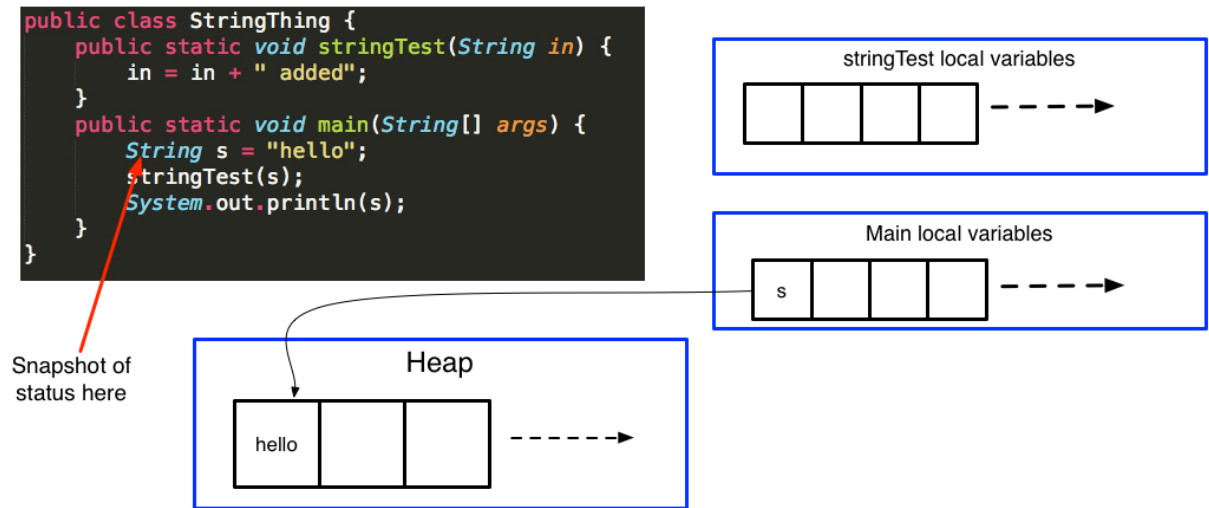 public class StringThing {
    public static void stringTest(String in) {
        in = in + " added";
    }
    public static void main(String[] args) {
        String s = "hello";
        stringTest(s);
        System.out.println(s);
    }
}
stringTest local variables
Main local variables
s
Snapshot of
status here
Heap
hello